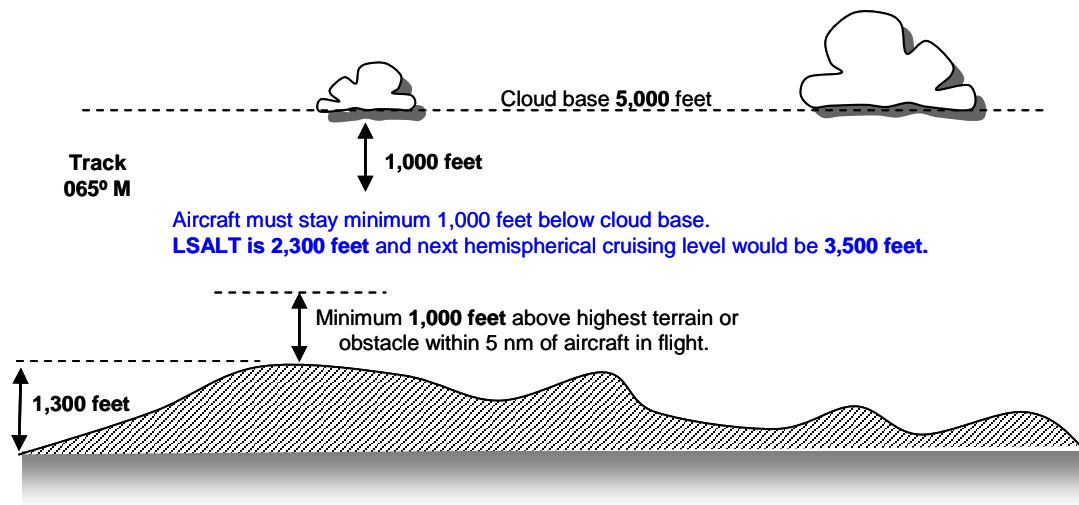 Cloud base 5,000 feet
1,000 feet
Track
065º M
Aircraft must stay minimum 1,000 feet below cloud base.
LSALT is 2,300 feet and next hemispherical cruising level would be 3,500 feet.
Minimum 1,000 feet above highest terrain or
obstacle within 5 nm of aircraft in flight.
1,300 feet